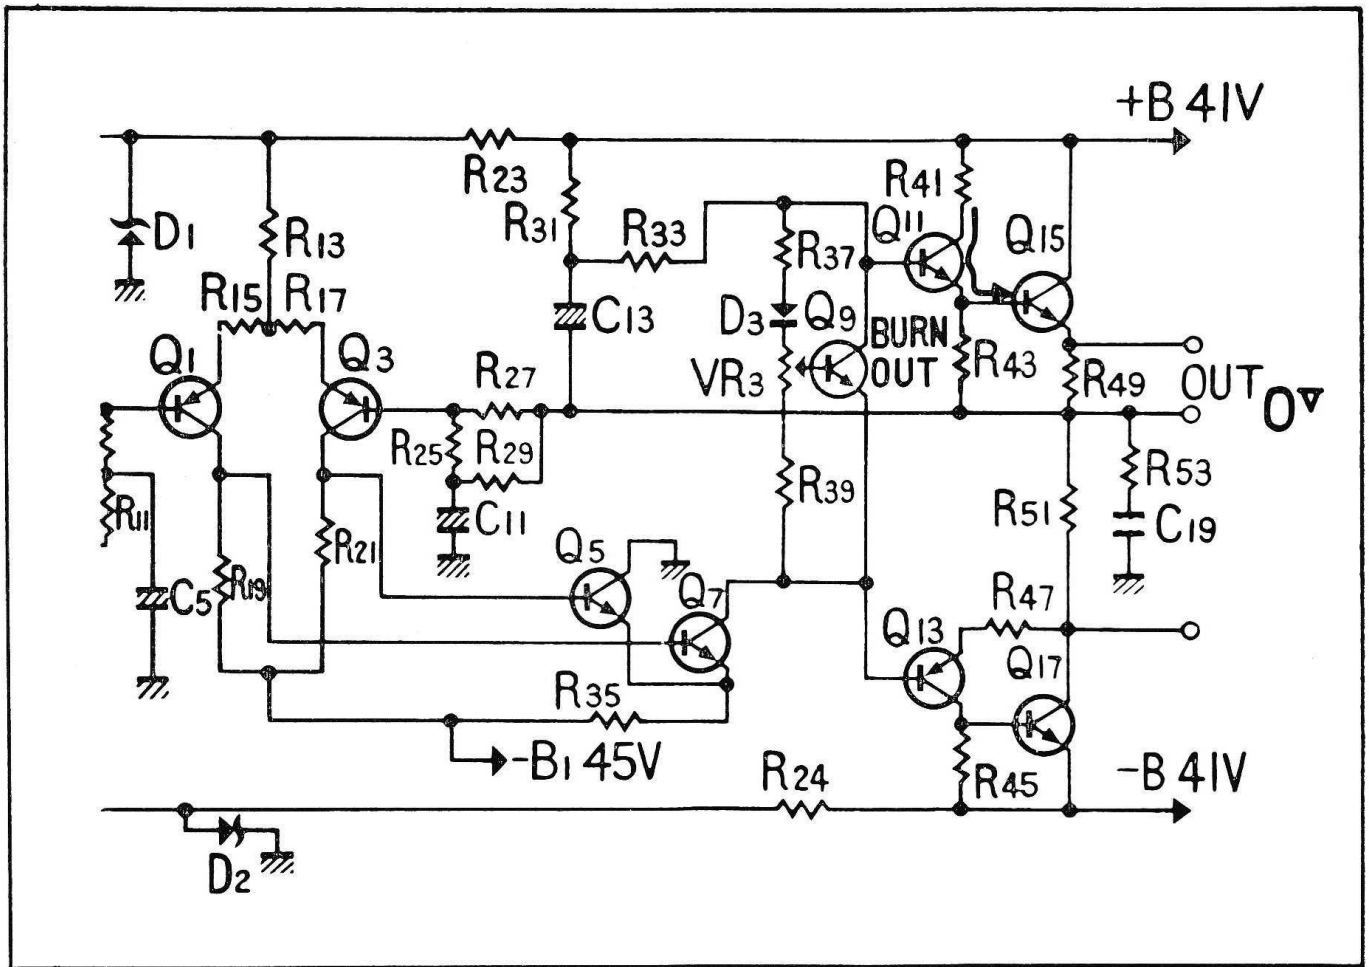 +B 41V
R23
R41
D1
R13
R31
R33
Q11
Q15
R37
R15
R17
C13
D3
Q9
BURN
OUT
Q1
Q3
R27
VR3
R43
R49
OUT
0V
R25
R29
R53
R11
C11
R39
R51
C19
R21
Q5
R19
C5
Q7
R47
Q13
Q17
R35
-B1 45V
R24
R45
-B 41V
D2